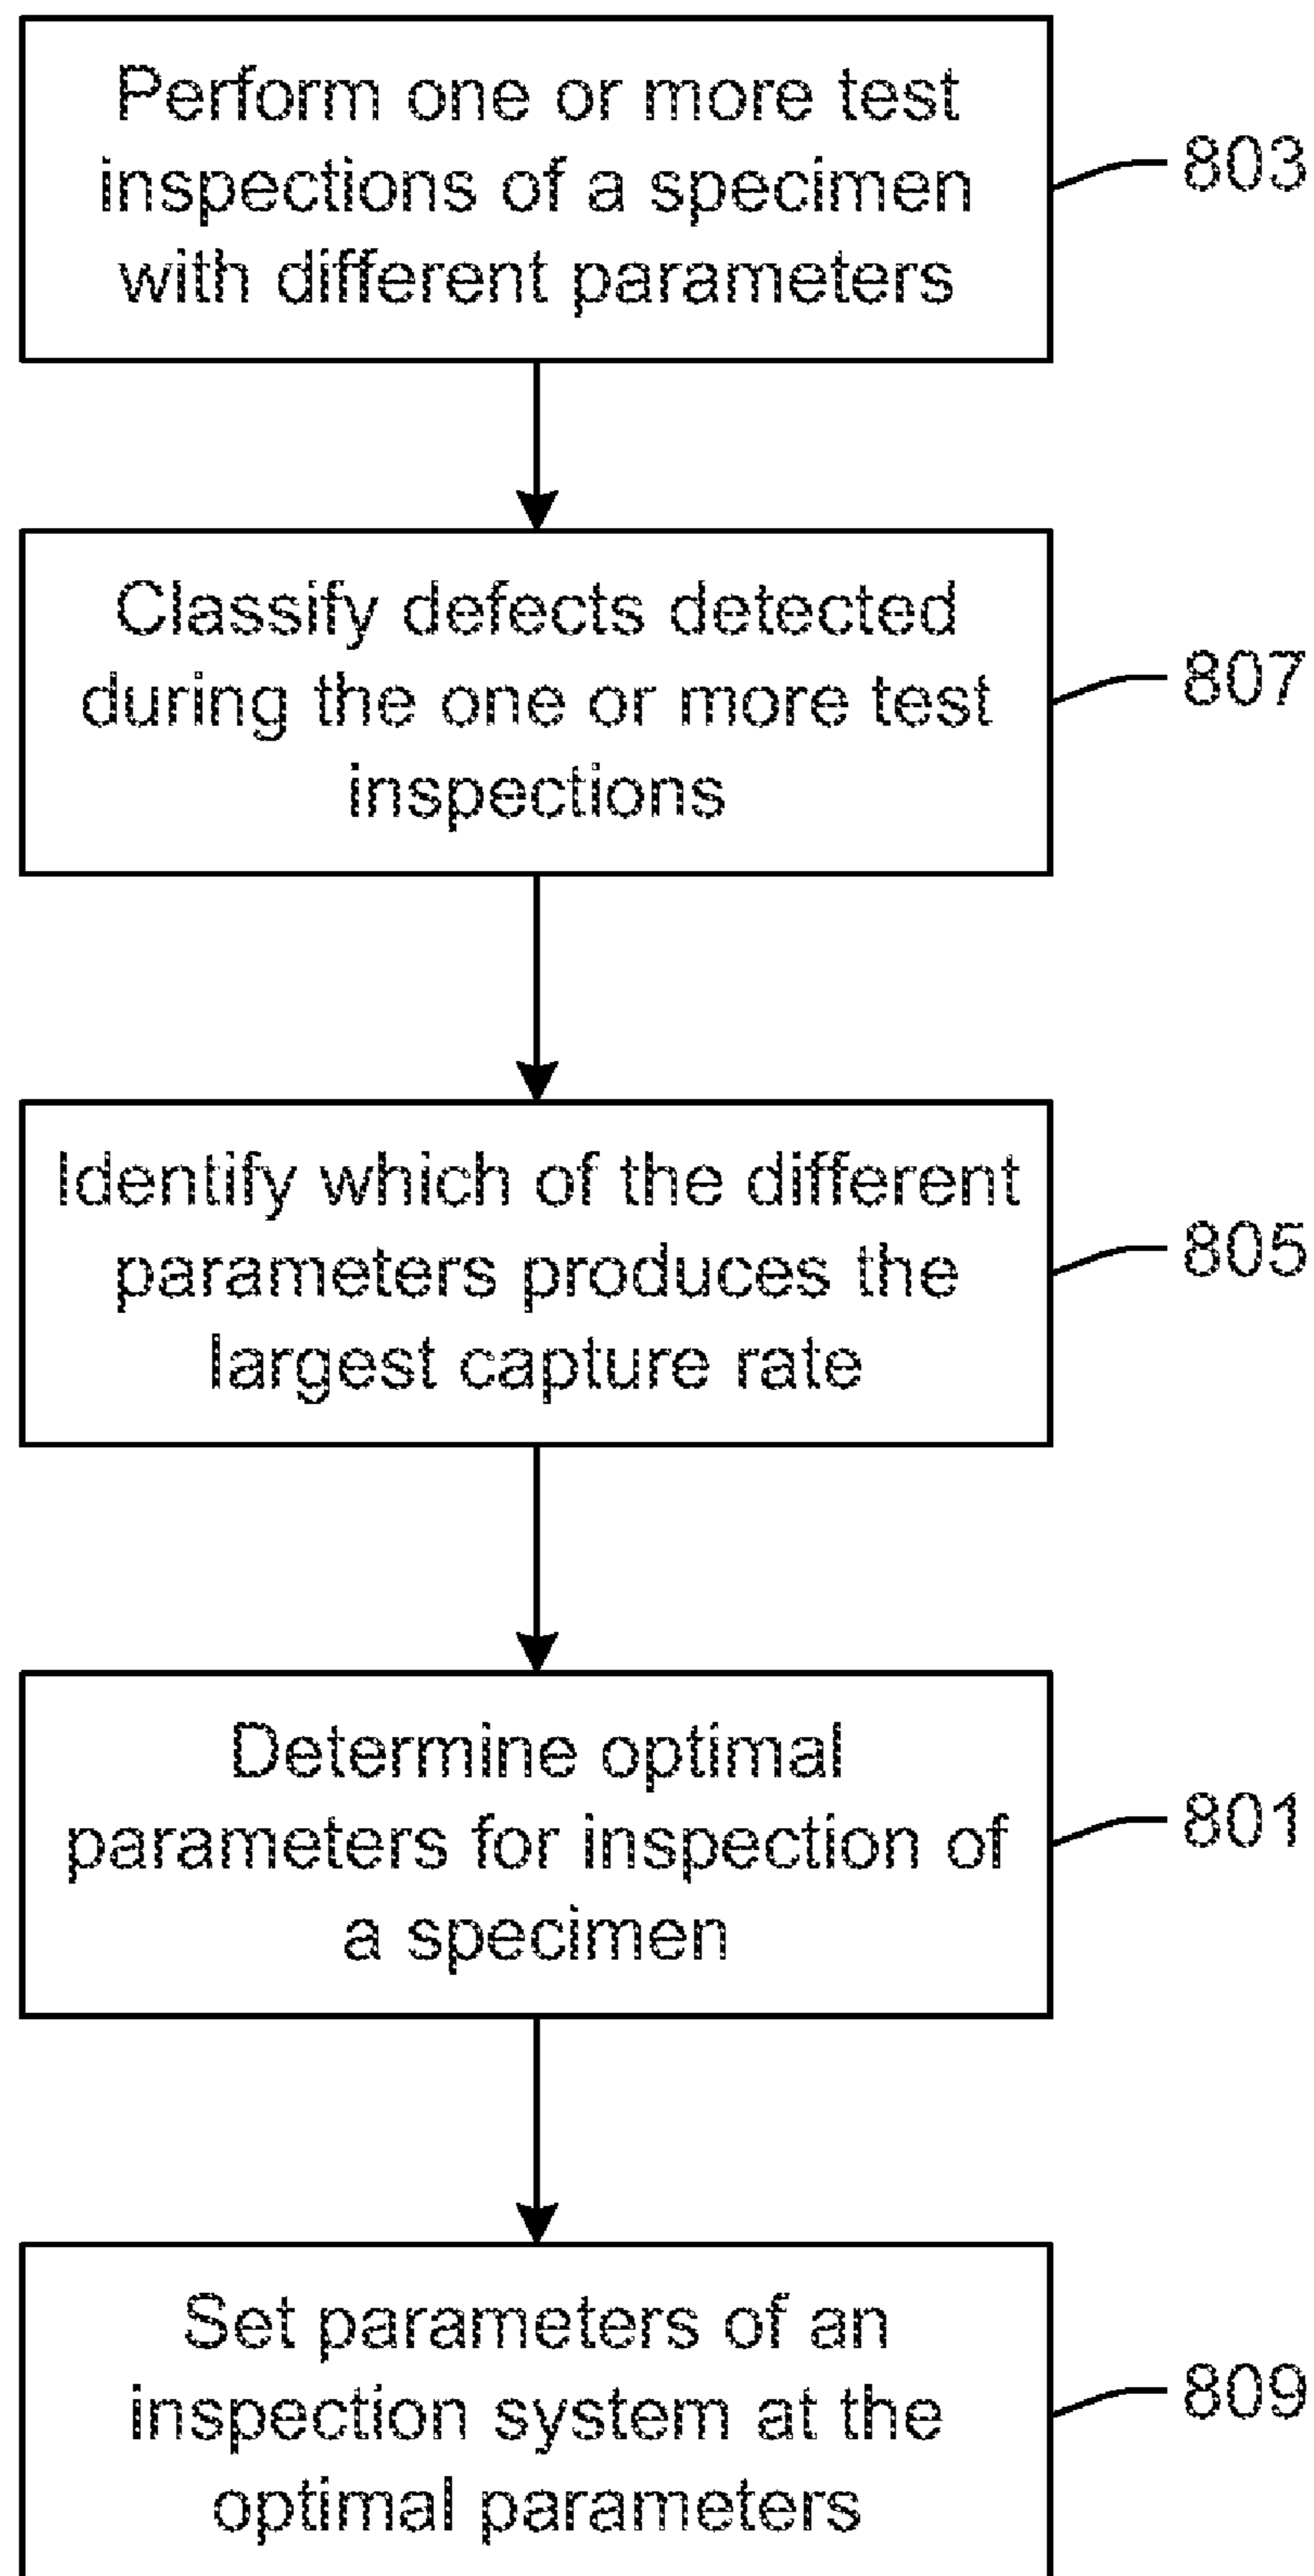 Perform one or more test
inspections of a specimen
with different parameters
803
Classify defects detected
during the one or more test
inspections
807
Identify which of the different
parameters produces the
largest capture rate
805
Determine optimal
parameters for inspection of
a specimen
801
Set parameters of an
inspection system at the
optimal parameters
809